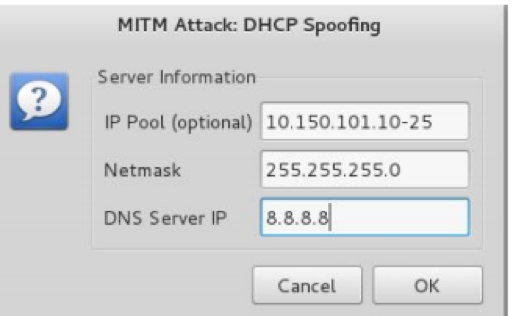 MITM Attack: DHCP Spoofing
Server Information
IP Pool (optional) 10.150.101.10-25
Netmask 255.255.255.0
DNS Server IP 8.8.8.8
Cancel OK